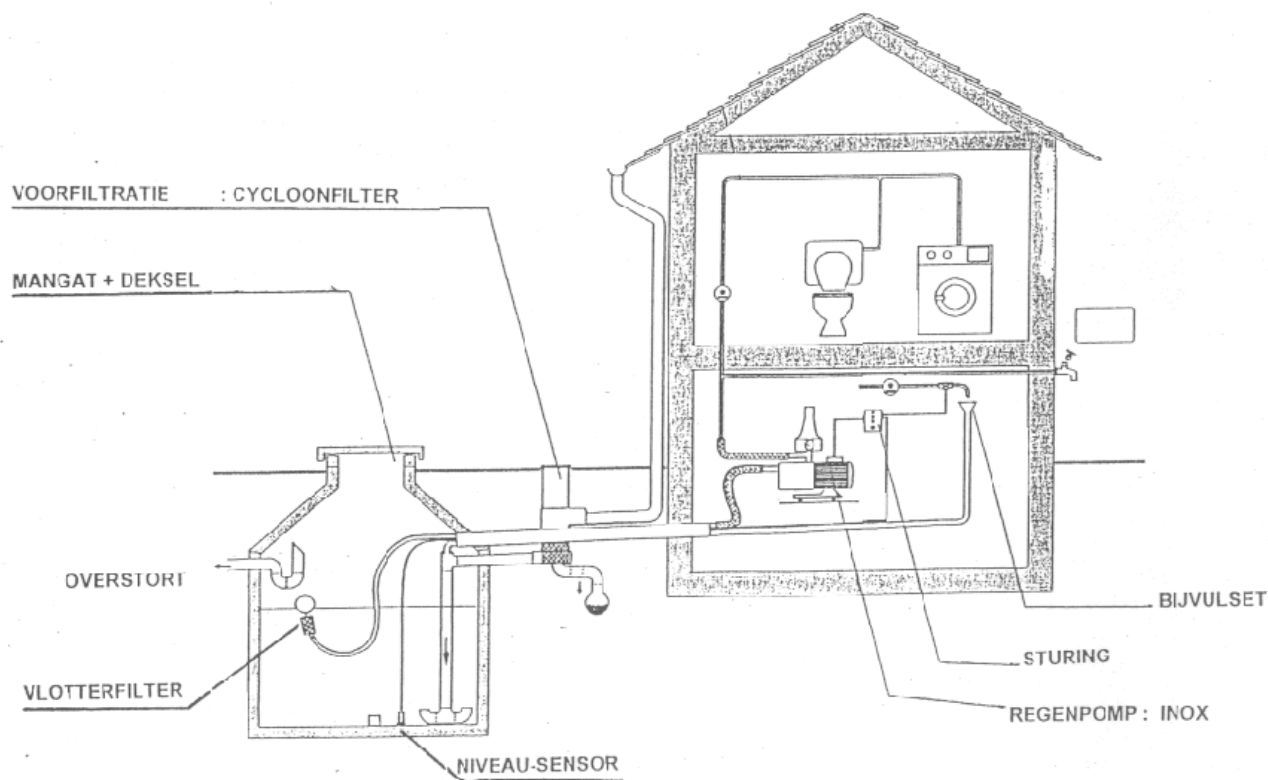 VOORFILTRATIE : CYCLOONFILTER
MANGAT + DEKSEL
OVERSTORT
VLOTTERFILTER
NIVEAU-SENSOR
BIJVULSET
STURING
REGENPOMP : INOX